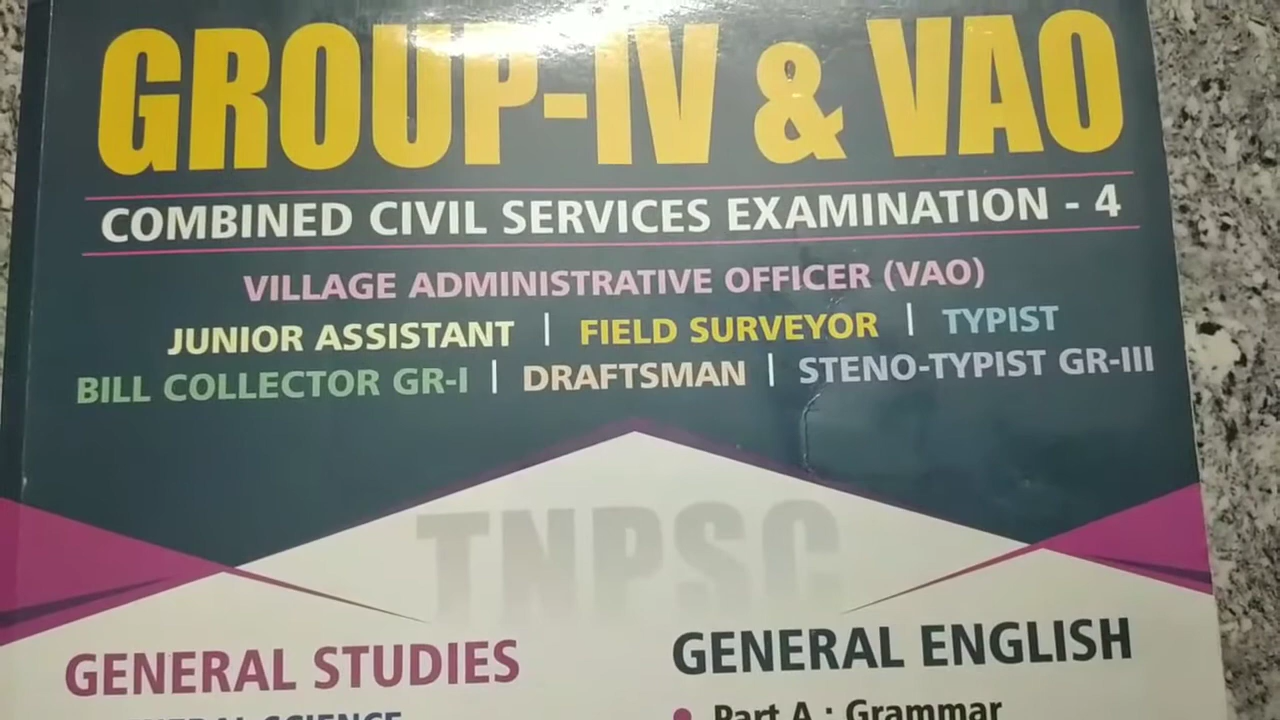 GROUP-IV & VAO
COMBINED CIVIL SERVICES EXAMINATION - 4
VILLAGE ADMINISTRATIVE OFFICER (VAO)
JUNIOR ASSISTANT | FIELD SURVEYOR | TYPIST
BILL COLLECTOR GR-I | DRAFTSMAN | STENO-TYPIST GR-III
TNPSC
GENERAL STUDIES
GENERAL ENGLISH
SCIENCE
• Part A : Grammar